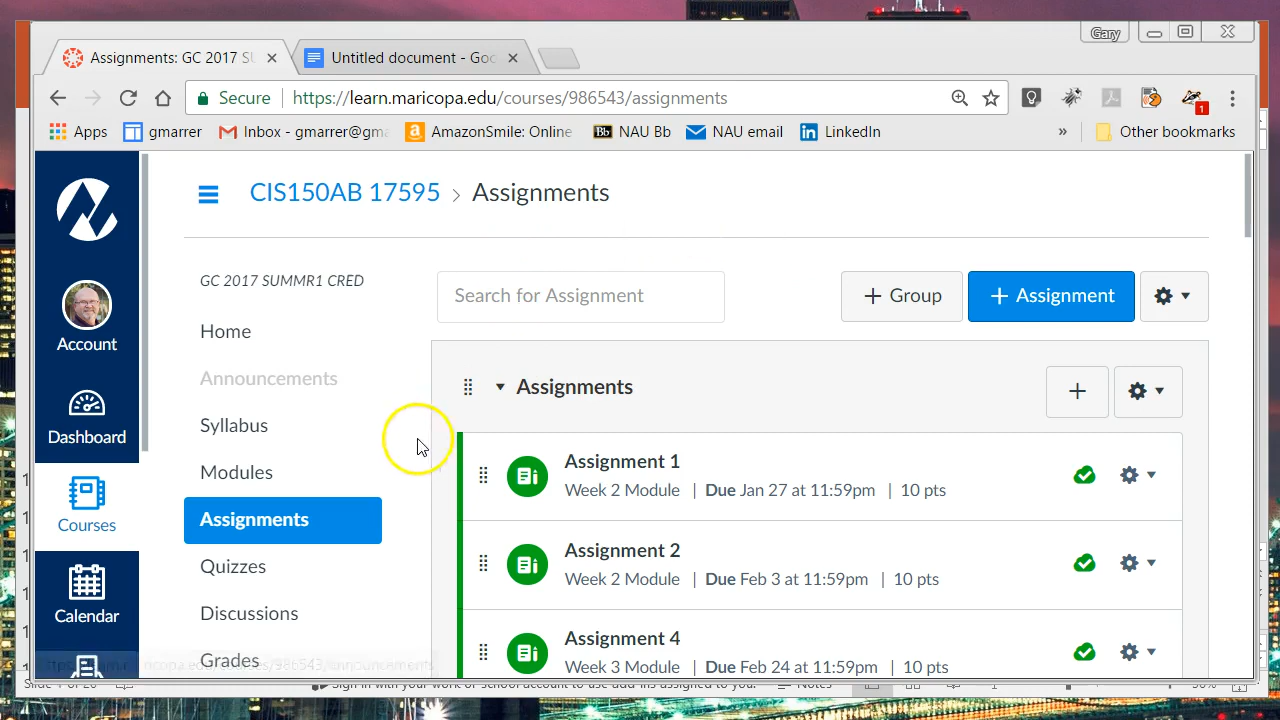 Gary
Assignments: GC 2017 SU
Untitled document - Goo
Secure
https://learn.maricopa.edu/courses/986543/assignments
1
Apps
gmarrer
Inbox - gmarrer@gma
AmazonSmile: Online
Bb
NAU Bb
NAU email
LinkedIn
»
Other bookmarks
CIS150AB 17595 > Assignments
GC 2017 SUMMR1 CRED
Search for Assignment
+ Group
+ Assignment
Account
Home
Announcements
Assignments
Dashboard
Syllabus
Assignment 1
Week 2 Module | Due Jan 27 at 11:59pm | 10 pts
Modules
Courses
Assignments
Assignment 2
Week 2 Module | Due Feb 3 at 11:59pm | 10 pts
Quizzes
Calendar
Discussions
Assignment 4
Week 3 Module | Due Feb 24 at 11:59pm | 10 pts
Grades
Notes